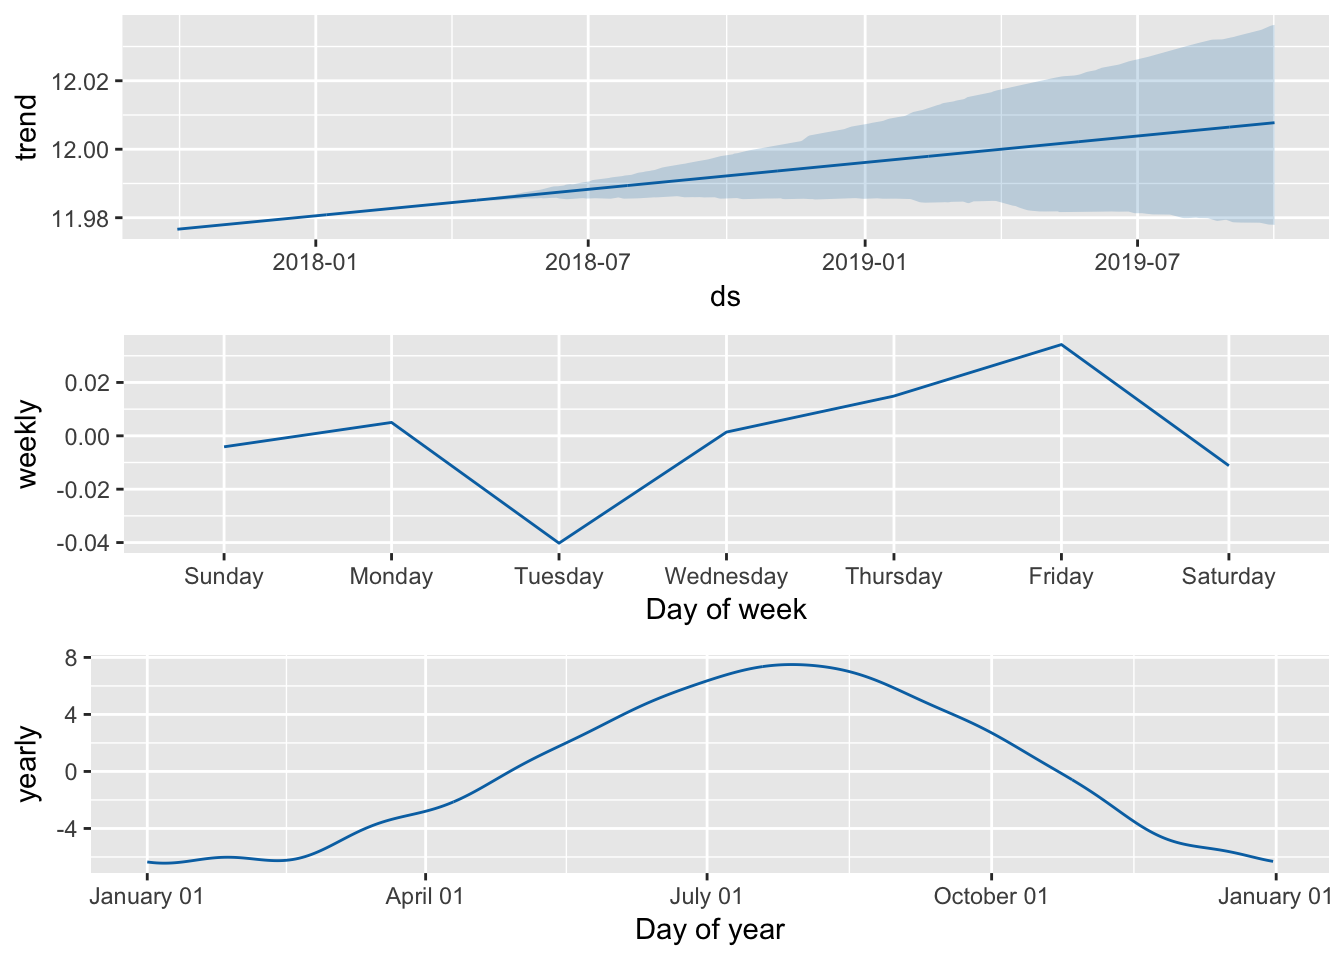 trend
12.02
12.00
11.98
2018-01 2018-07 2019-01 2019-07
ds
weekly
0.02
0.00
-0.02
-0.04
Sunday Monday Tuesday Wednesday Thursday Friday Saturday
Day of week
yearly
8
4
0
-4
January 01 April 01 July 01 October 01 January 01
Day of year